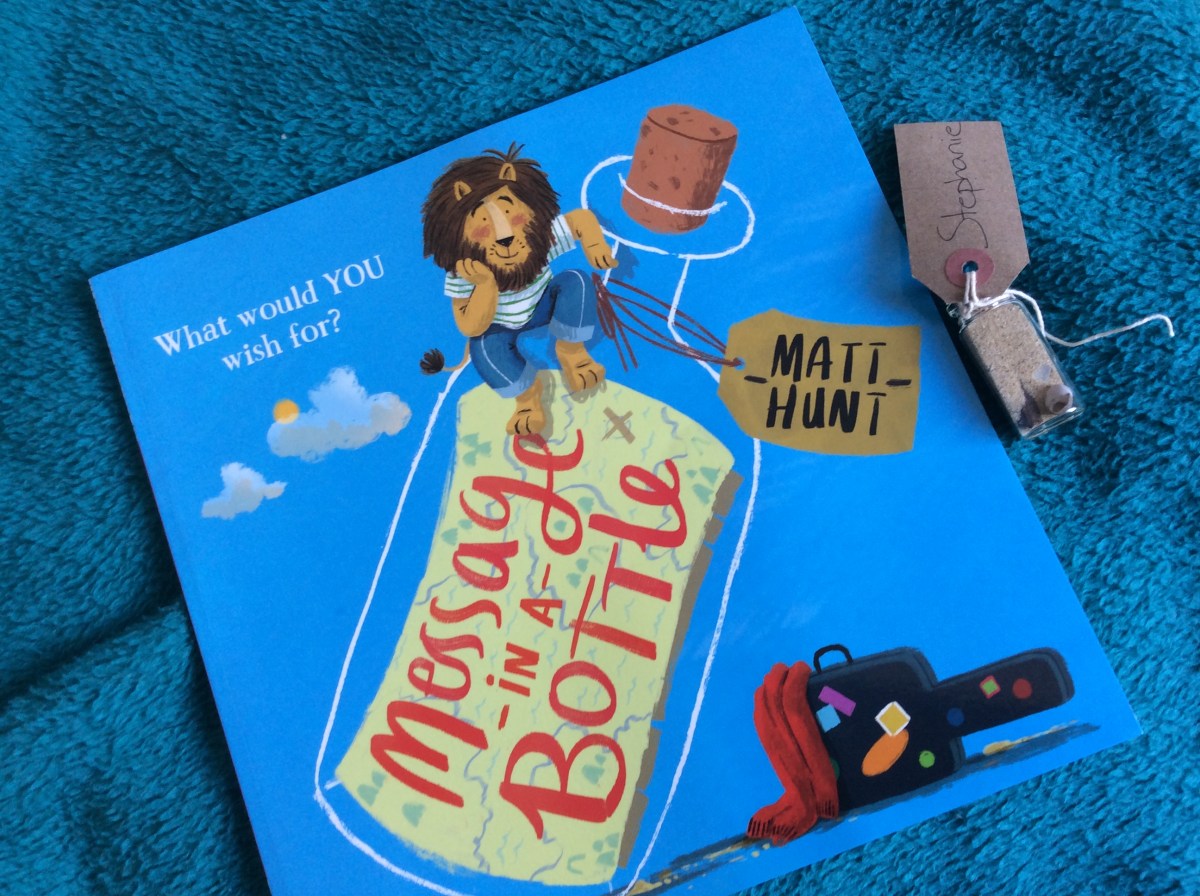 What would YOU
wish for?
MATT
HUNT
Message
-IN-A-
BOTTle
Stephanie